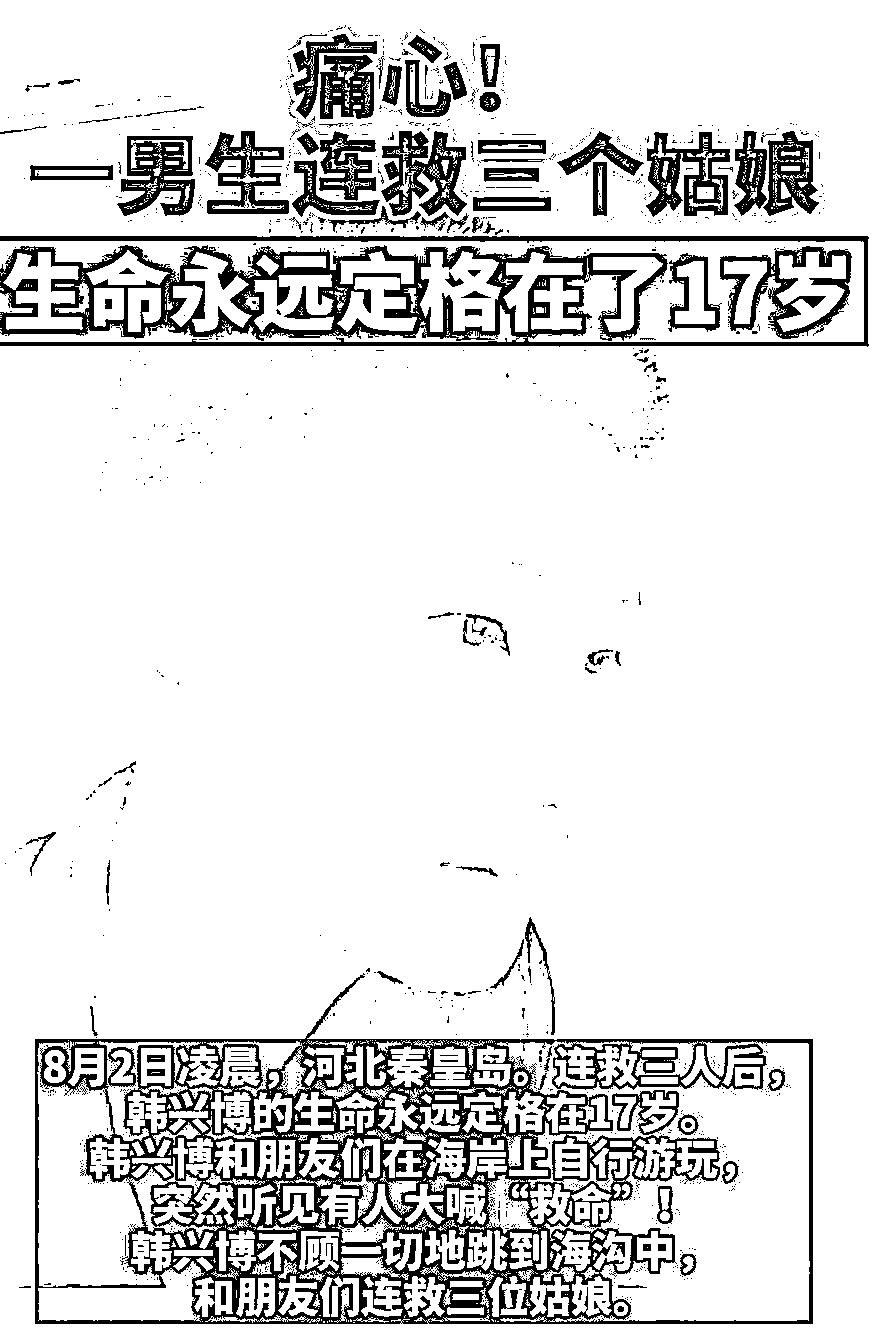 痛心！
一男生连救三个姑娘
生命永远定格在了17岁
8月2日凌晨，河北秦皇岛。连救三人后，
韩兴博的生命永远定格在17岁。
韩兴博和朋友们在海岸上自行游玩，
突然听见有人大喊“救命”！
韩兴博不顾一切地跳到海沟中，
和朋友们连救三位姑娘。